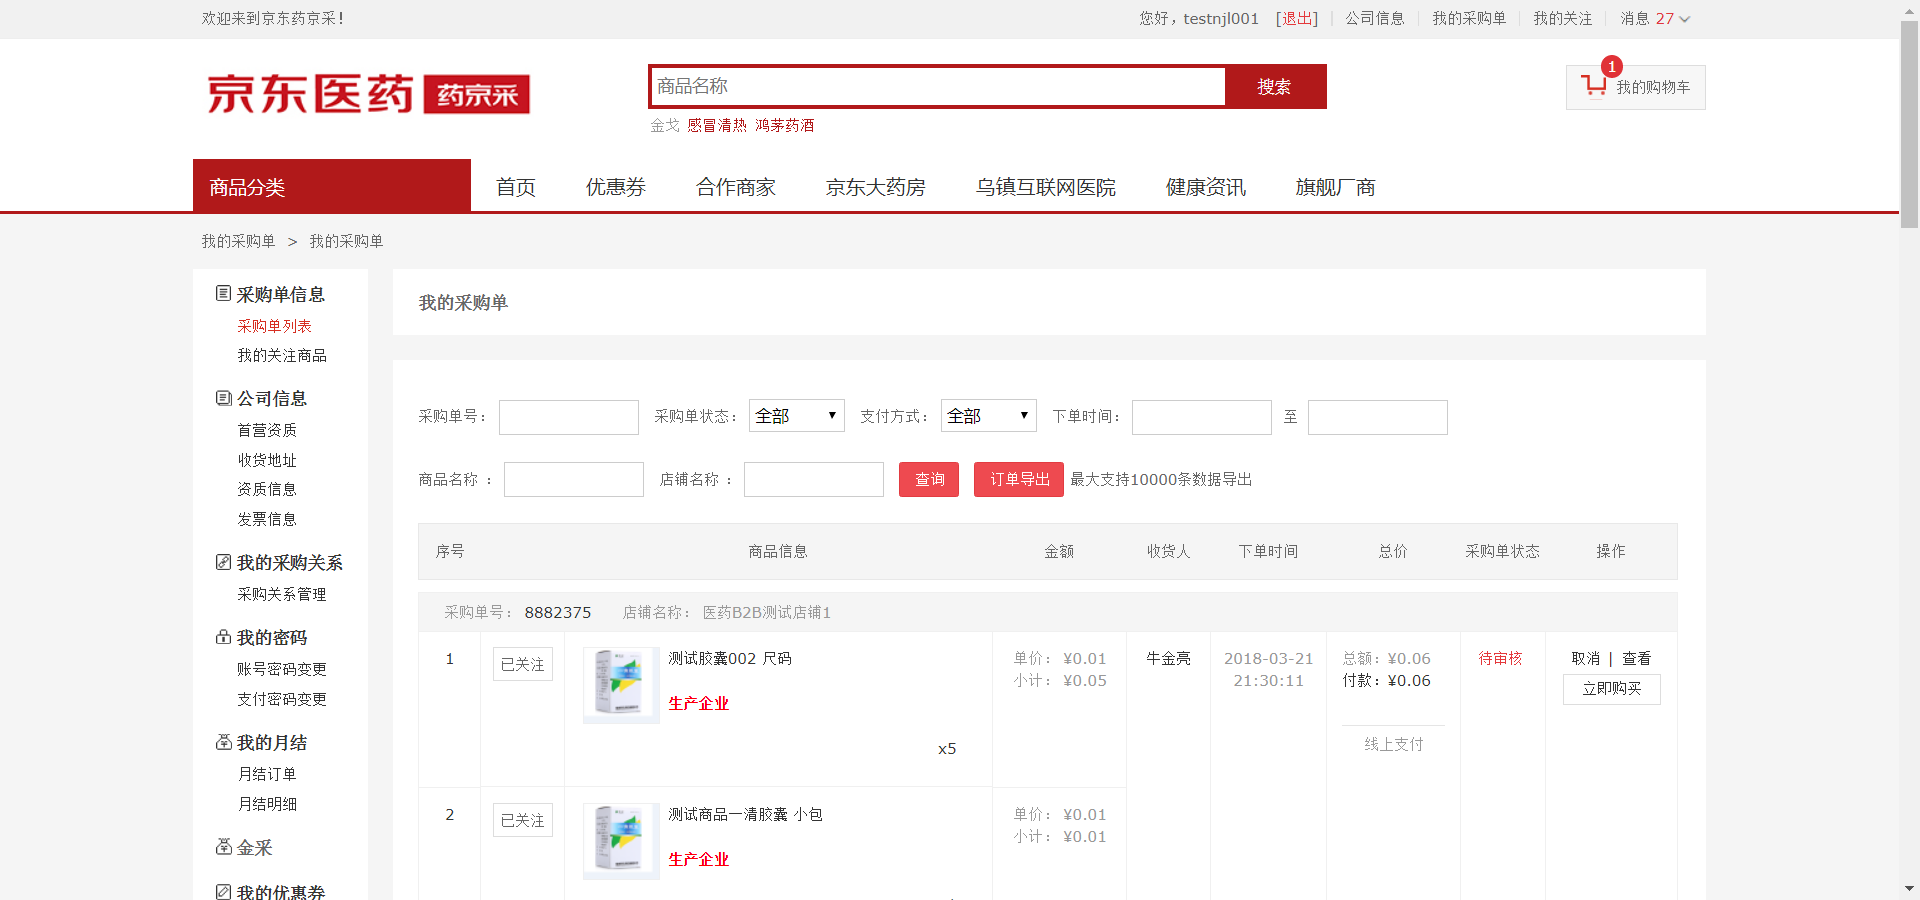 欢迎来到京东药京采！
您好，testnjl001 [退出] 公司信息 我的采购单 我的关注 消息 27
京东医药 药京采
商品名称 搜索
1 我的购物车
金戈 感冒清热 鸿茅药酒
商品分类 首页 优惠券 合作商家 京东大药房 乌镇互联网医院 健康资讯 旗舰厂商
我的采购单 > 我的采购单
采购单信息
采购单列表
我的关注商品
公司信息
首营资质
收货地址
资质信息
发票信息
我的采购关系
采购关系管理
我的密码
账号密码变更
支付密码变更
我的月结
月结订单
月结明细
金采
我的优惠券
我的采购单
采购单号： 采购单状态： 全部 支付方式： 全部 下单时间： 至
商品名称 ： 店铺名称 ： 查询 订单导出 最大支持10000条数据导出
序号 商品信息 金额 收货人 下单时间 总价 采购单状态 操作
采购单号： 8882375 店铺名称： 医药B2B测试店铺1
1 已关注 测试胶囊002 尺码 单价： ¥0.01 牛金亮 2018-03-21 总额：¥0.06 待审核 取消 | 查看
小计： ¥0.05 21:30:11 付款：¥0.06 立即购买
生产企业
x5 线上支付
2 已关注 测试商品一清胶囊 小包 单价： ¥0.01
小计： ¥0.01
生产企业